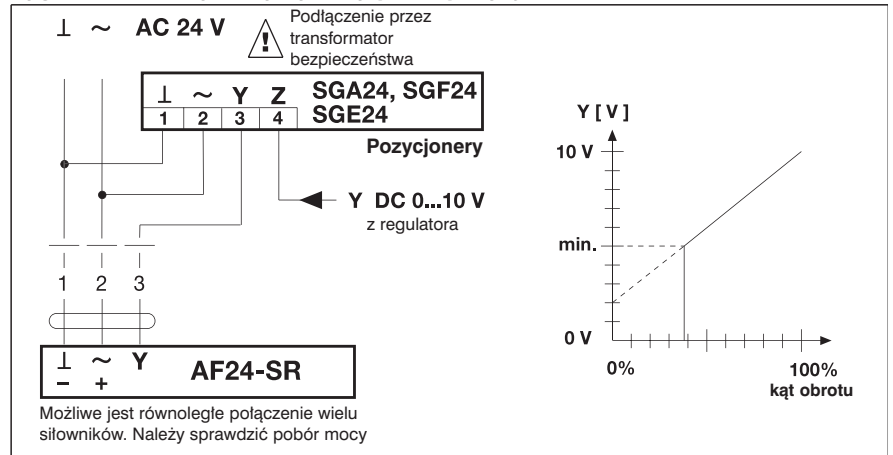 ⊥ ~ AC 24 V
Podłączenie przez
transformator
bezpieczeństwa
⊥ ~ Y Z
1 2 3 4
SGA24, SGF24
SGE24
Pozycjonery
Y DC 0...10 V
z regulatora
1 2 3
⊥ ~ Y
– +
AF24-SR
Możliwe jest równoległe połączenie wielu
siłowników. Należy sprawdzić pobór mocy
Y [ V ]
10 V
min.
0 V
0% 100%
kąt obrotu